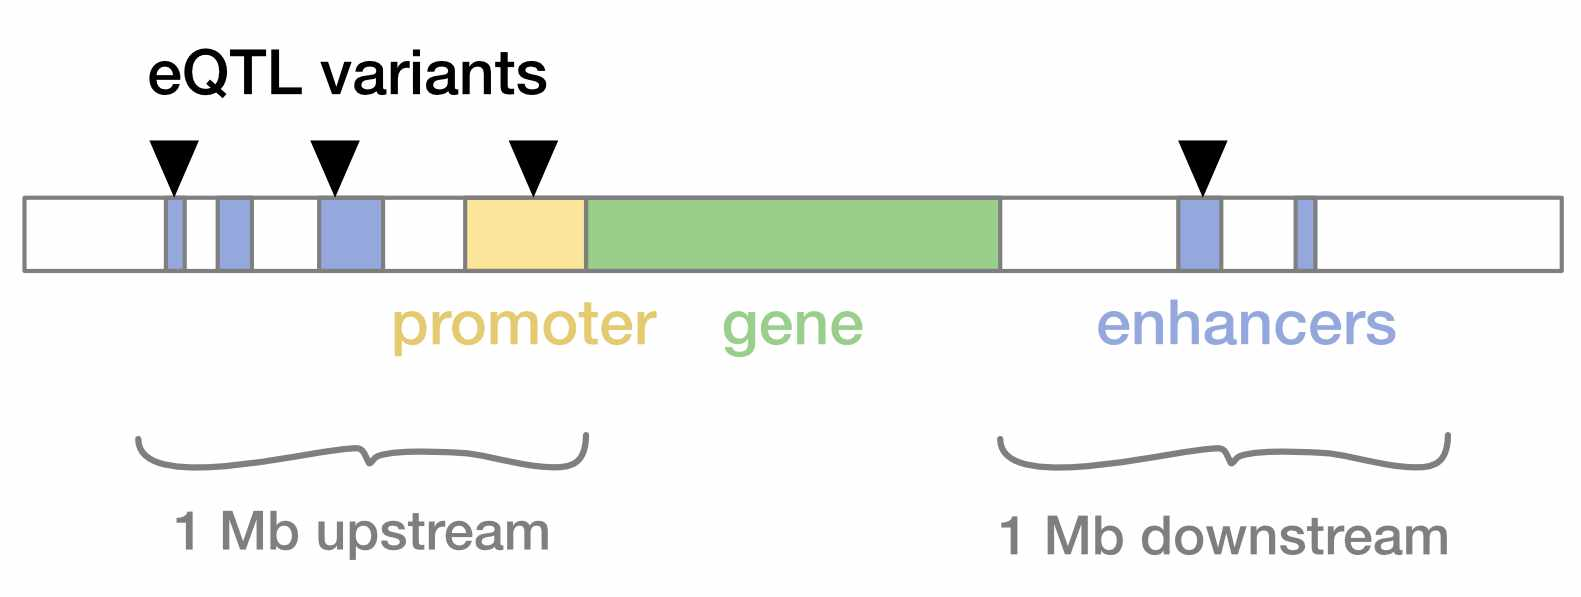 eQTL variants
promoter gene enhancers
1 Mb upstream 1 Mb downstream